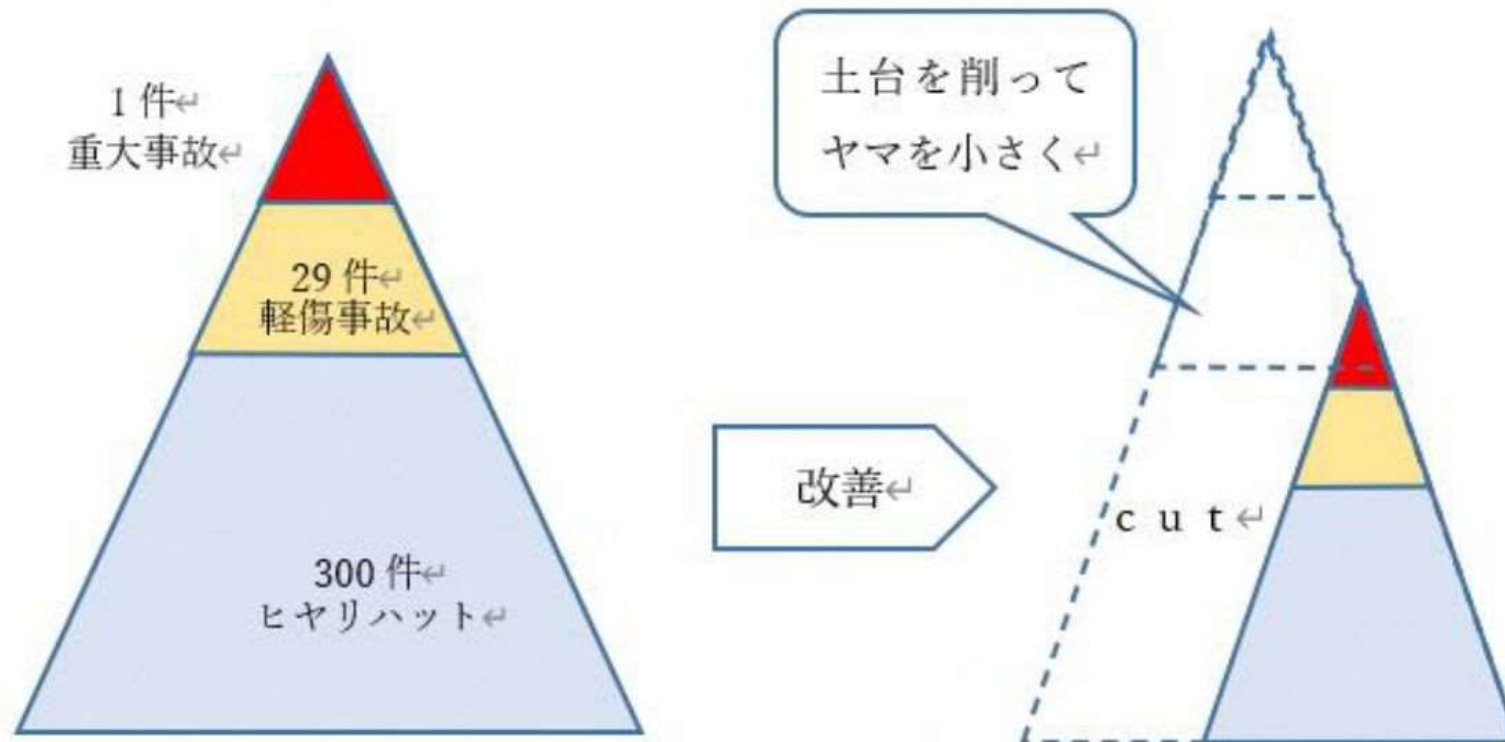 1件↵
重大事故↵
29件↵
軽傷事故↵
300件↵
ヒヤリハット↵
改善↵
土台を削って
ヤマを小さく↵
cut↵